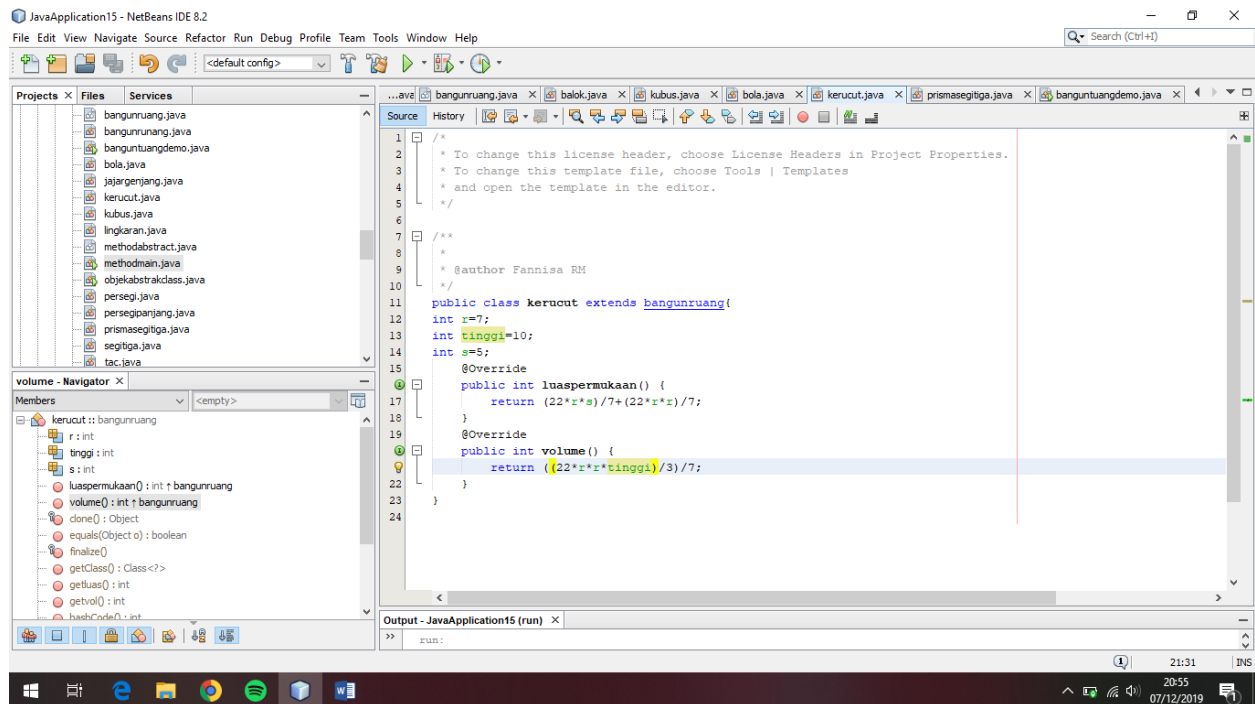 JavaApplication15 - NetBeans IDE 8.2
File Edit View Navigate Source Refactor Run Debug Profile Team Tools Window Help
Search (Ctrl+I)
<default config>
Projects Files Services
bangunruang.java
bangunrunang.java
banguntuangdemo.java
bola.java
jajargenjang.java
kerucut.java
kubus.java
lingkaran.java
methodabstract.java
methodmain.java
objekabstrakclass.java
persegi.java
persegipanjang.java
prismasegitiga.java
segitiga.java
tac.java
volume - Navigator
Members <empty>
kerucut :: bangunruang
r : int
tinggi : int
s : int
luaspermukaan() : int ↑ bangunruang
volume() : int ↑ bangunruang
clone() : Object
equals(Object o) : boolean
finalize()
getClass() : Class<?>
getluas() : int
getvol() : int
hashCode() : int
...ava bangunruang.java balok.java kubus.java bola.java kerucut.java prismasegitiga.java banguntuangdemo.java
Source History
1 /*
2 * To change this license header, choose License Headers in Project Properties.
3 * To change this template file, choose Tools | Templates
4 * and open the template in the editor.
5 */
6
7 /**
8 *
9 * @author Fannisa RM
10 */
11 public class kerucut extends bangunruang{
12 int r=7;
13 int tinggi=10;
14 int s=5;
15 @Override
public int luaspermukaan() {
17 return (22*r*s)/7+(22*r*r)/7;
18 }
19 @Override
public int volume() {
return ((22*r*r*tinggi)/3)/7;
22 }
23 }
24
Output - JavaApplication15 (run)
run:
1 21:31 INS
20:55
07/12/2019